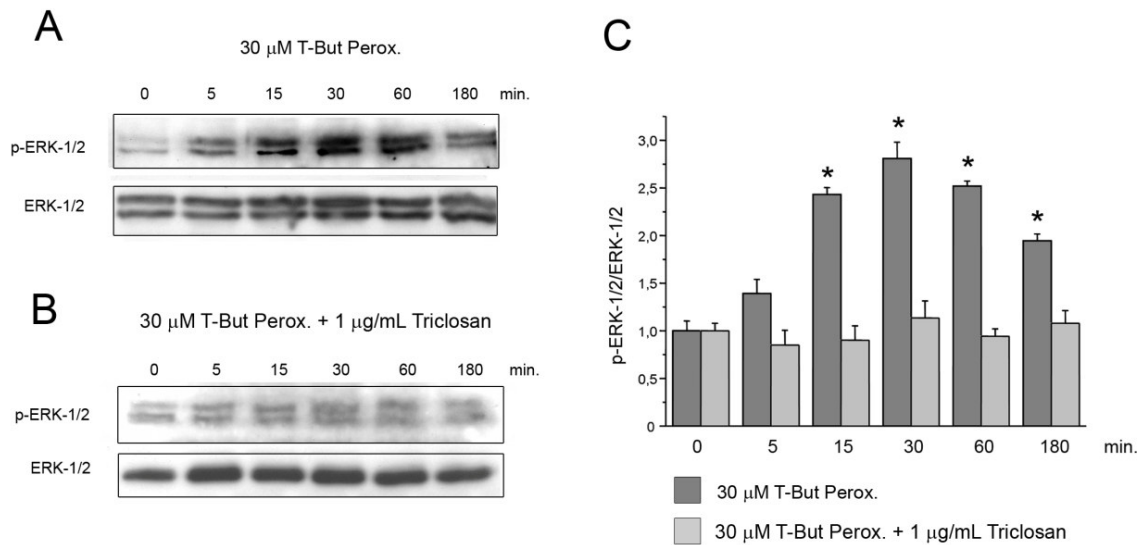 A
30 μM T-But Perox.
0 5 15 30 60 180 min.
p-ERK-1/2
ERK-1/2
B
30 μM T-But Perox. + 1 μg/mL Triclosan
0 5 15 30 60 180 min.
p-ERK-1/2
ERK-1/2
C
p-ERK-1/2/ERK-1/2
3,0
2,5
2,0
1,5
1,0
0,5
0
* * * *
0 5 15 30 60 180 min.
30 μM T-But Perox.
30 μM T-But Perox. + 1 μg/mL Triclosan